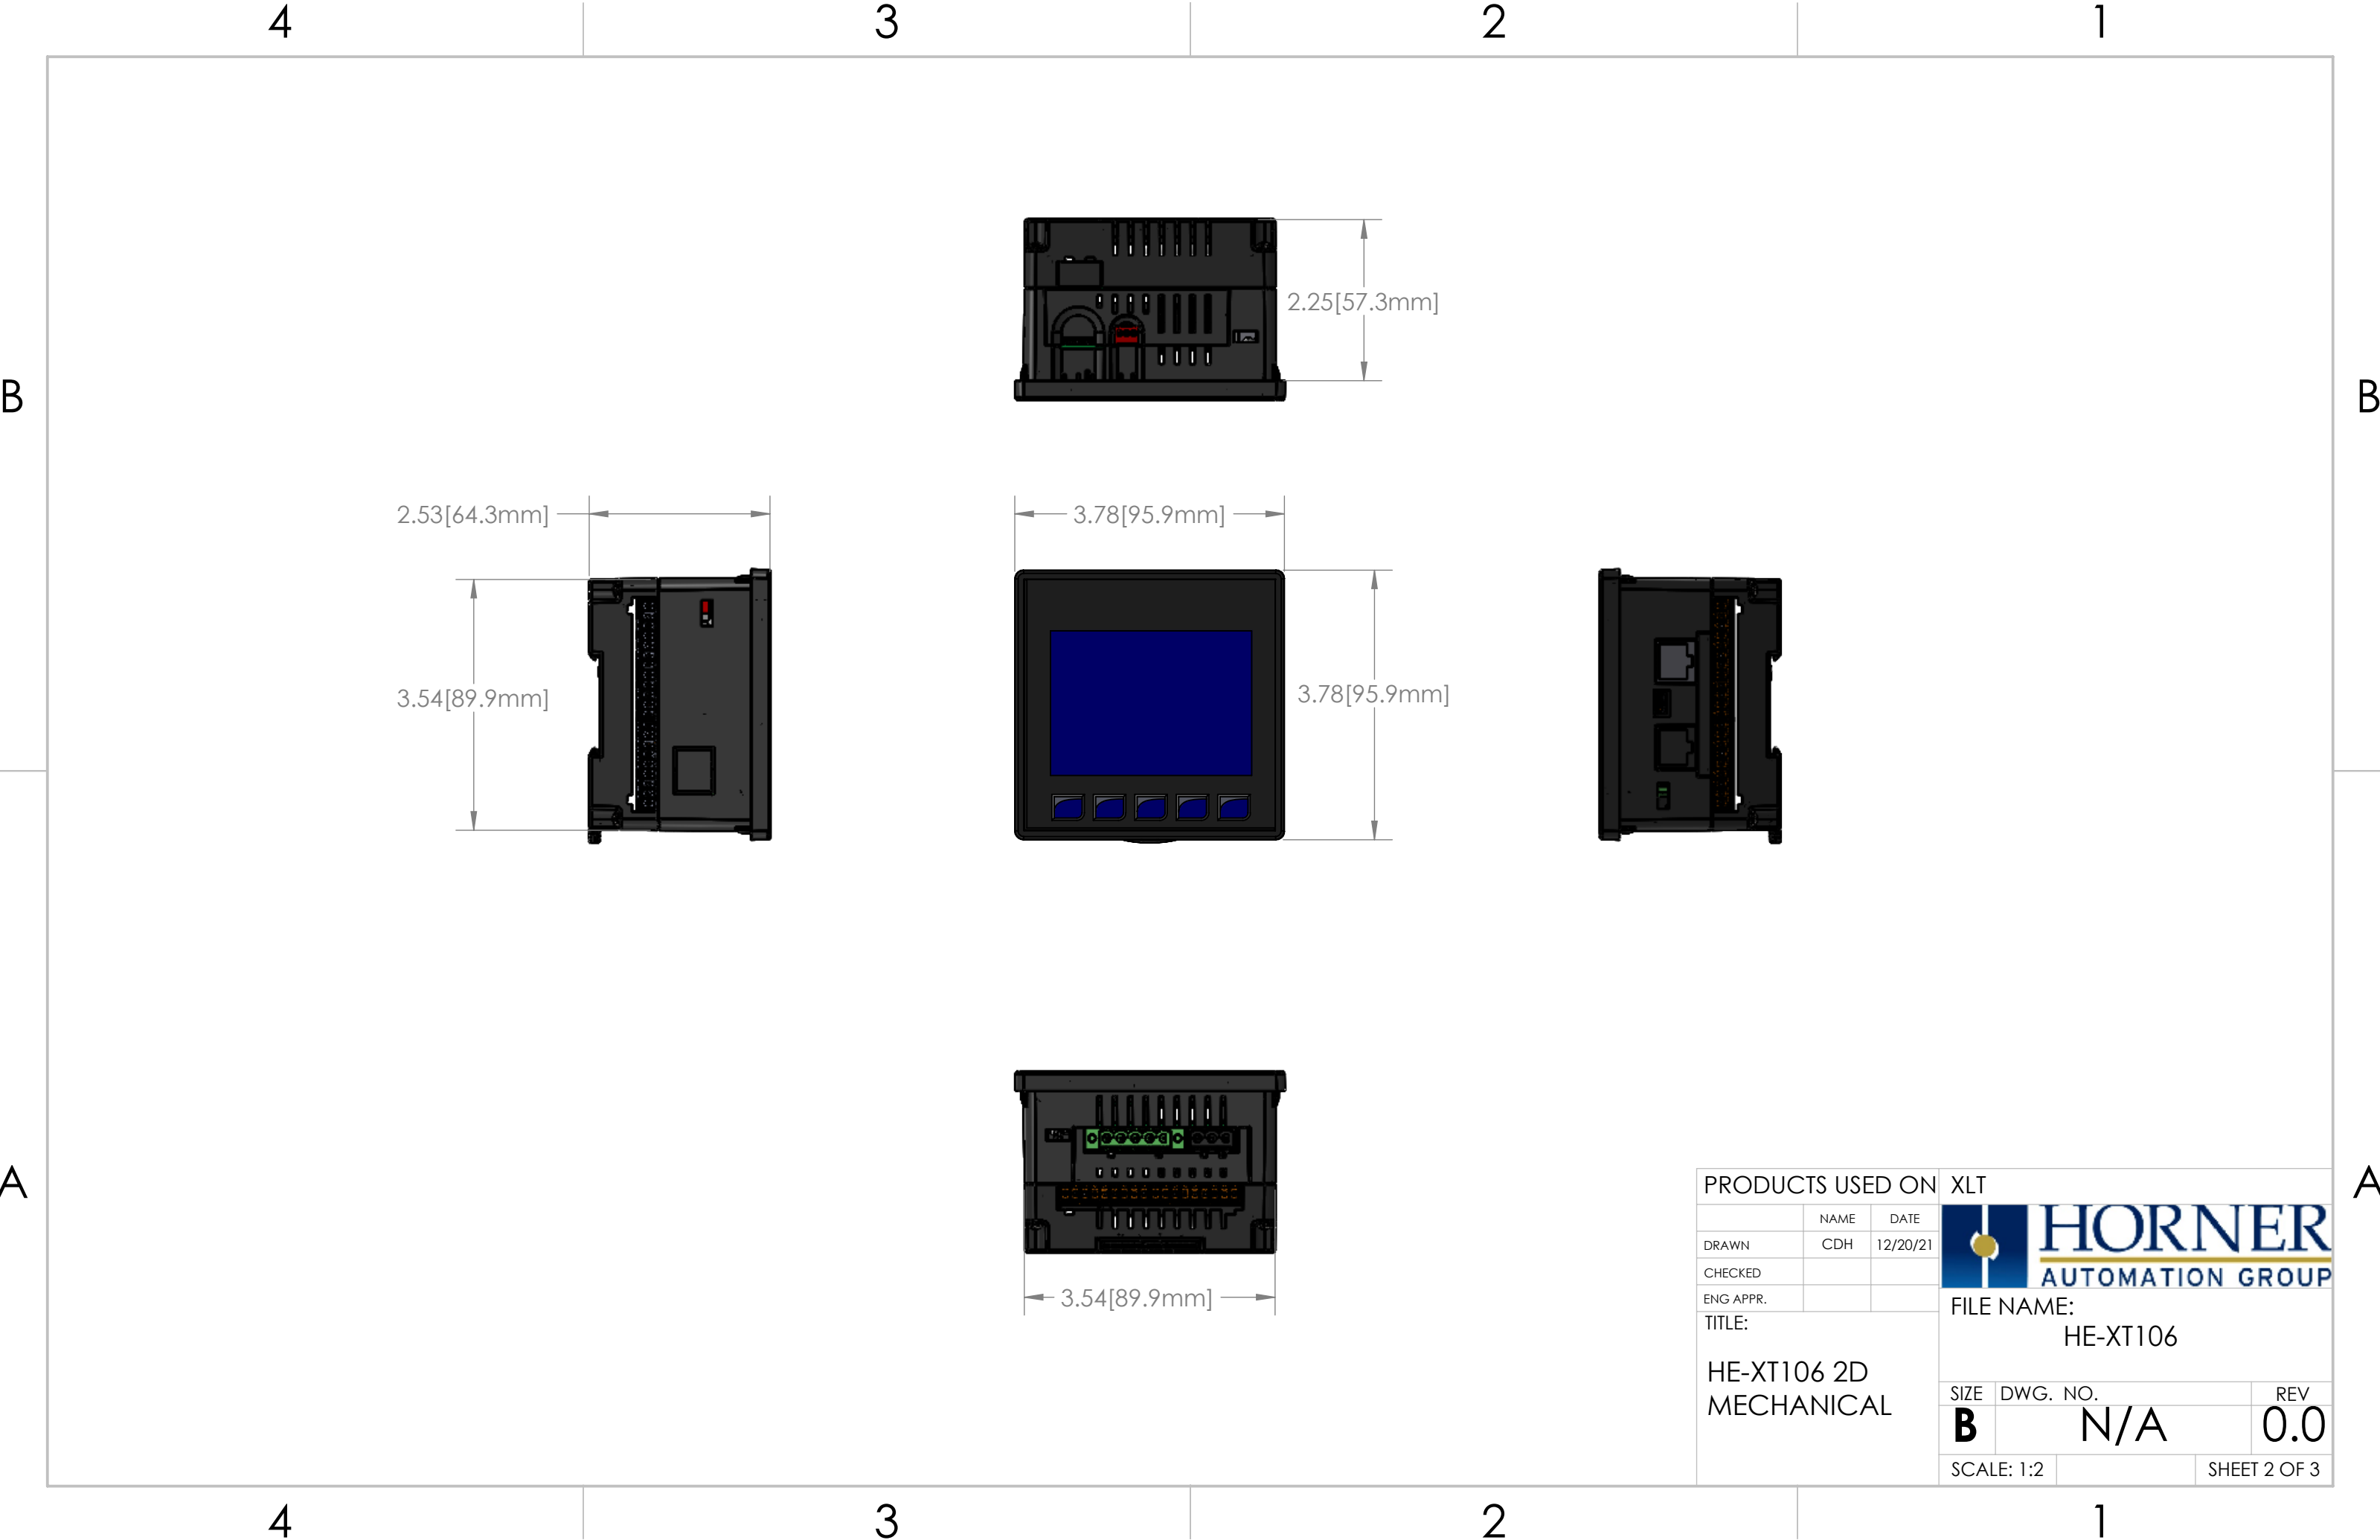 4 3 2 1
2.25[57.3mm]
B B
2.53[64.3mm] 3.78[95.9mm]
3.54[89.9mm] 3.78[95.9mm]
A A
3.54[89.9mm]
PRODUCTS USED ON XLT
NAME DATE
DRAWN CDH 12/20/21
CHECKED
ENG APPR.
HORNER
AUTOMATION GROUP
TITLE:
HE-XT106 2D
MECHANICAL
FILE NAME:
HE-XT106
SIZE DWG. NO. REV
B N/A 0.0
SCALE: 1:2 SHEET 2 OF 3
4 3 2 1